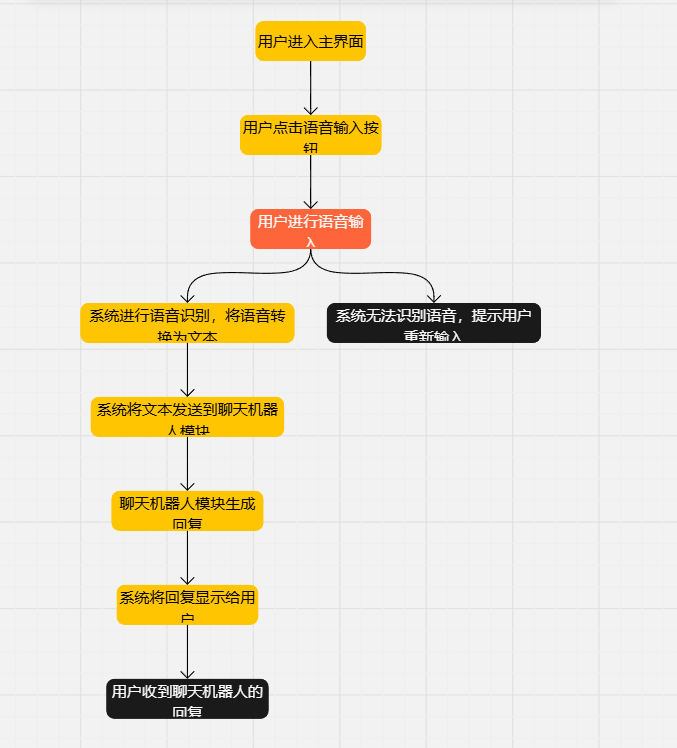 用户进入主界面
用户点击语音输入按
钮
用户进行语音输
入
系统进行语音识别，将语音转
换为文本
系统无法识别语音，提示用户
重新输入
系统将文本发送到聊天机器
人模块
聊天机器人模块生成
回复
系统将回复显示给用
户
用户收到聊天机器人的
回复